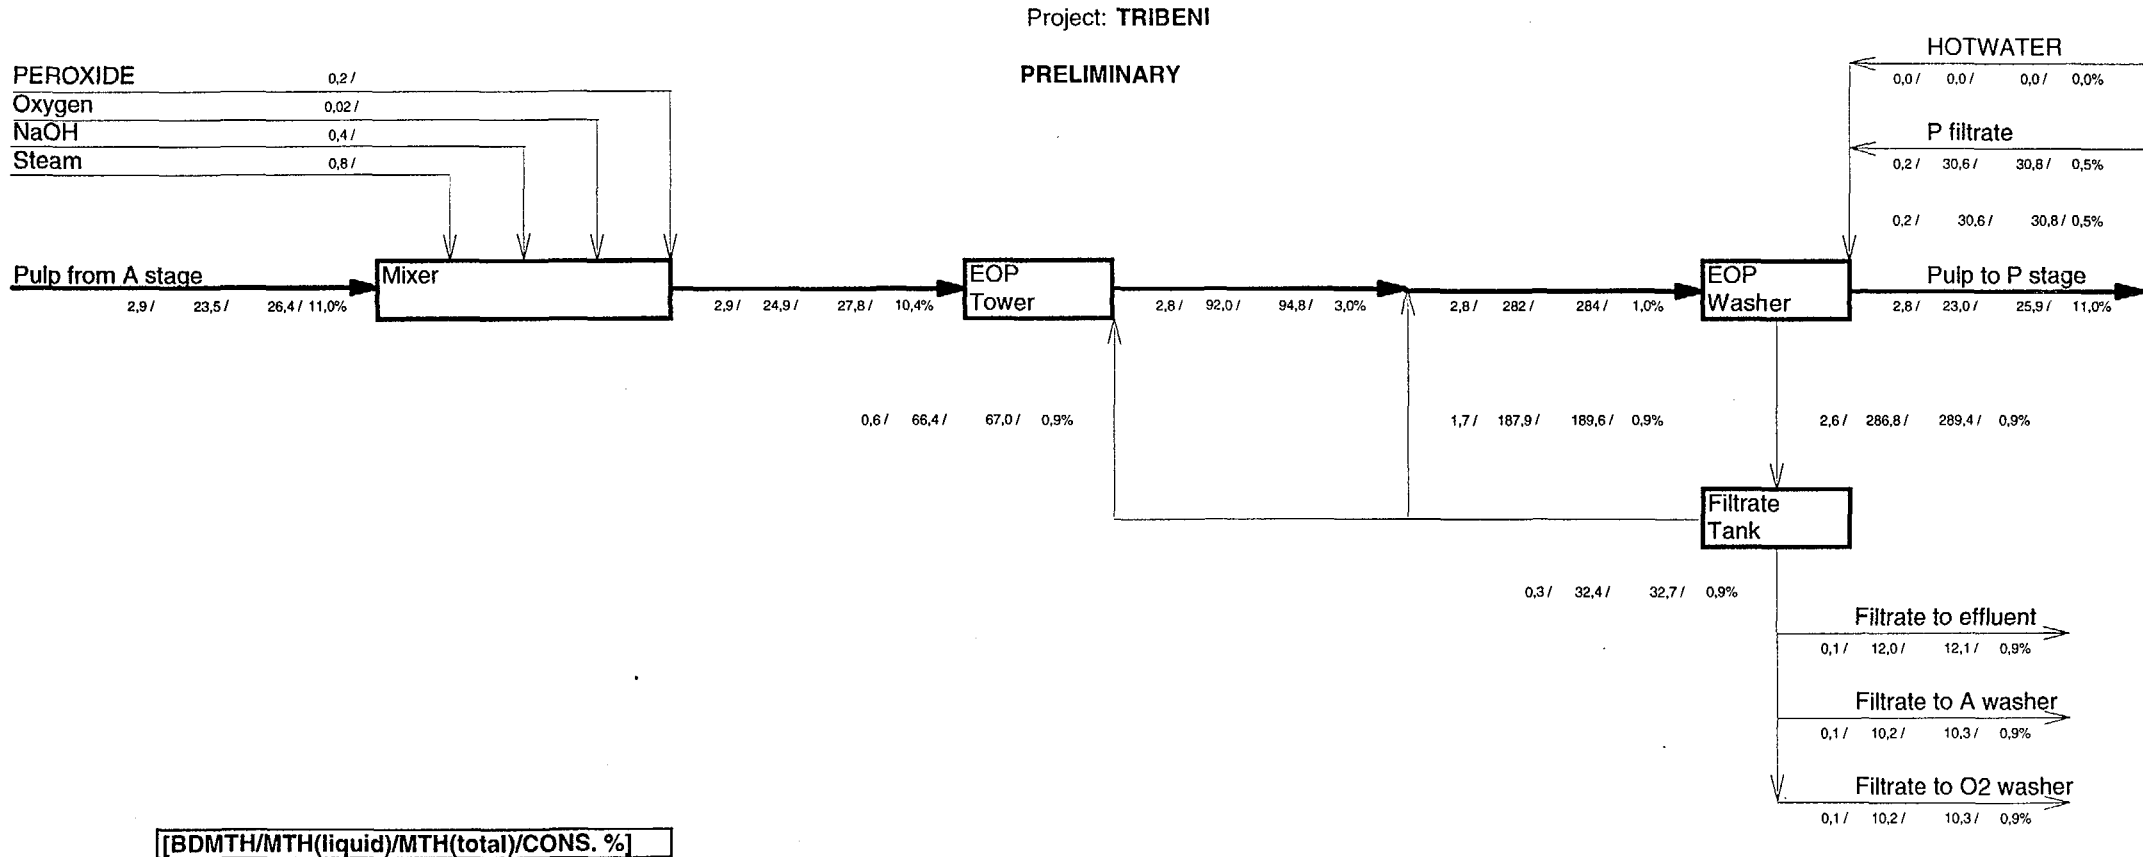 Project: TRIBENI
PRELIMINARY
PEROXIDE 0,2 /
Oxygen 0,02 /
NaOH 0,4 /
Steam 0,8 /
HOTWATER
0,0 / 0,0 / 0,0 / 0,0%
P filtrate
0,2 / 30,6 / 30,8 / 0,5%
0,2 / 30,6 / 30,8 / 0,5%
Pulp from A stage
2,9 / 23,5 / 26,4 / 11,0%
Mixer
2,9 / 24,9 / 27,8 / 10,4%
EOP
Tower
2,8 / 92,0 / 94,8 / 3,0%
2,8 / 282 / 284 / 1,0%
EOP
Washer
Pulp to P stage
2,8 / 23,0 / 25,9 / 11,0%
0,6 / 66,4 / 67,0 / 0,9%
1,7 / 187,9 / 189,6 / 0,9%
2,6 / 286,8 / 289,4 / 0,9%
Filtrate
Tank
0,3 / 32,4 / 32,7 / 0,9%
Filtrate to effluent
0,1 / 12,0 / 12,1 / 0,9%
Filtrate to A washer
0,1 / 10,2 / 10,3 / 0,9%
Filtrate to O2 washer
0,1 / 10,2 / 10,3 / 0,9%
[BDMTH/MTH(liquid)/MTH(total)/CONS. %]